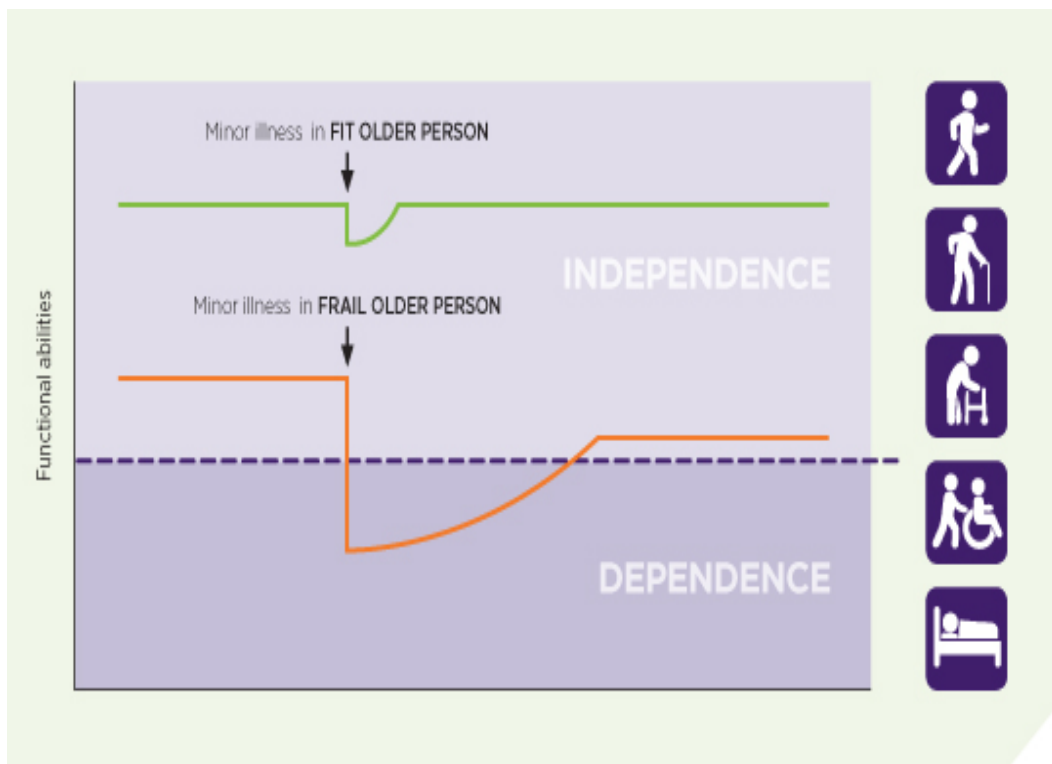 Minor illness in FIT OLDER PERSON
INDEPENDENCE
Minor illness in FRAIL OLDER PERSON
Functional abilities
DEPENDENCE